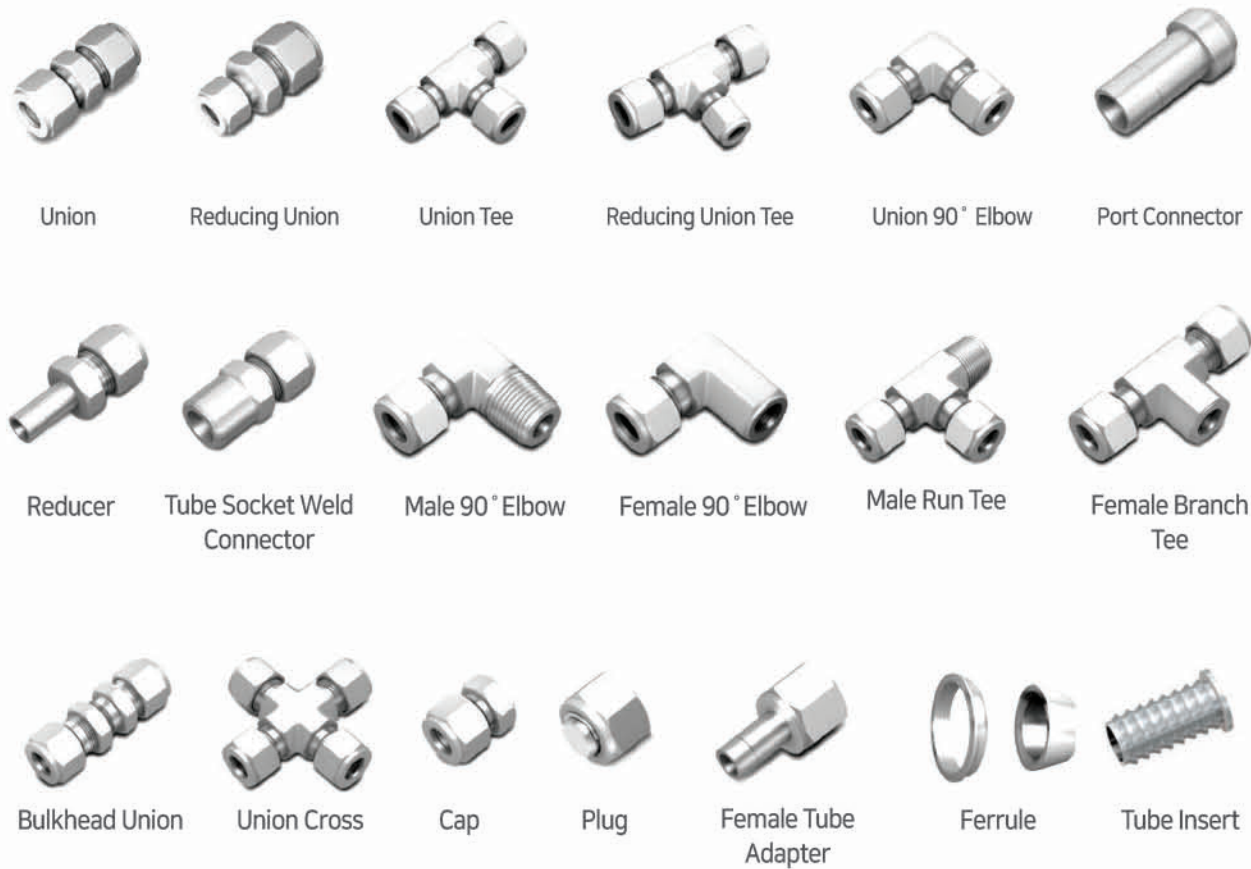 Union
Reducing Union
Union Tee
Reducing Union Tee
Union 90° Elbow
Port Connector
Reducer
Tube Socket Weld
Connector
Male 90° Elbow
Female 90° Elbow
Male Run Tee
Female Branch
Tee
Bulkhead Union
Union Cross
Cap
Plug
Female Tube
Adapter
Ferrule
Tube Insert